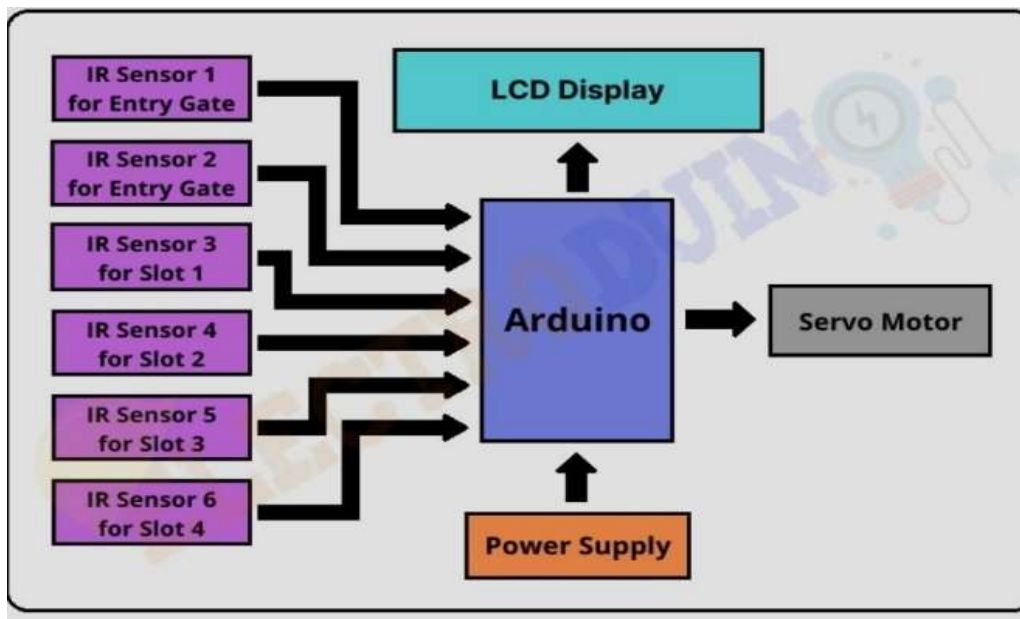 IR Sensor 1
for Entry Gate
IR Sensor 2
for Entry Gate
IR Sensor 3
for Slot 1
IR Sensor 4
for Slot 2
IR Sensor 5
for Slot 3
IR Sensor 6
for Slot 4
LCD Display
Arduino
Servo Motor
Power Supply
ELECTRODUINO